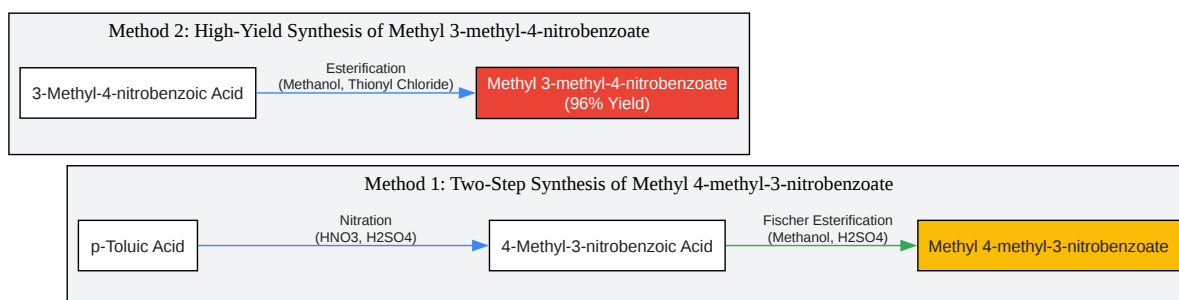 Method 2: High-Yield Synthesis of Methyl 3-methyl-4-nitrobenzoate
3-Methyl-4-nitrobenzoic Acid
Esterification
(Methanol, Thionyl Chloride)
Methyl 3-methyl-4-nitrobenzoate
(96% Yield)
Method 1: Two-Step Synthesis of Methyl 4-methyl-3-nitrobenzoate
p-Toluic Acid
Nitration
(HNO3, H2SO4)
4-Methyl-3-nitrobenzoic Acid
Fischer Esterification
(Methanol, H2SO4)
Methyl 4-methyl-3-nitrobenzoate